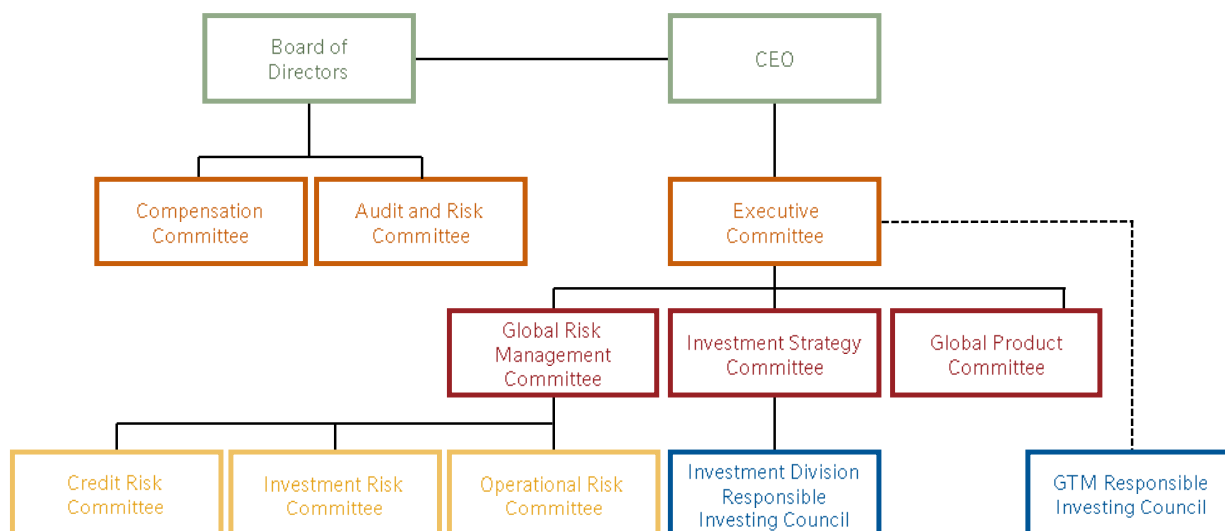 Board of
Directors
CEO
Compensation
Committee
Audit and Risk
Committee
Executive
Committee
Global Risk
Management
Committee
Investment Strategy
Committee
Global Product
Committee
Credit Risk
Committee
Investment Risk
Committee
Operational Risk
Committee
Investment Division
Responsible
Investing Council
GTM Responsible
Investing Council